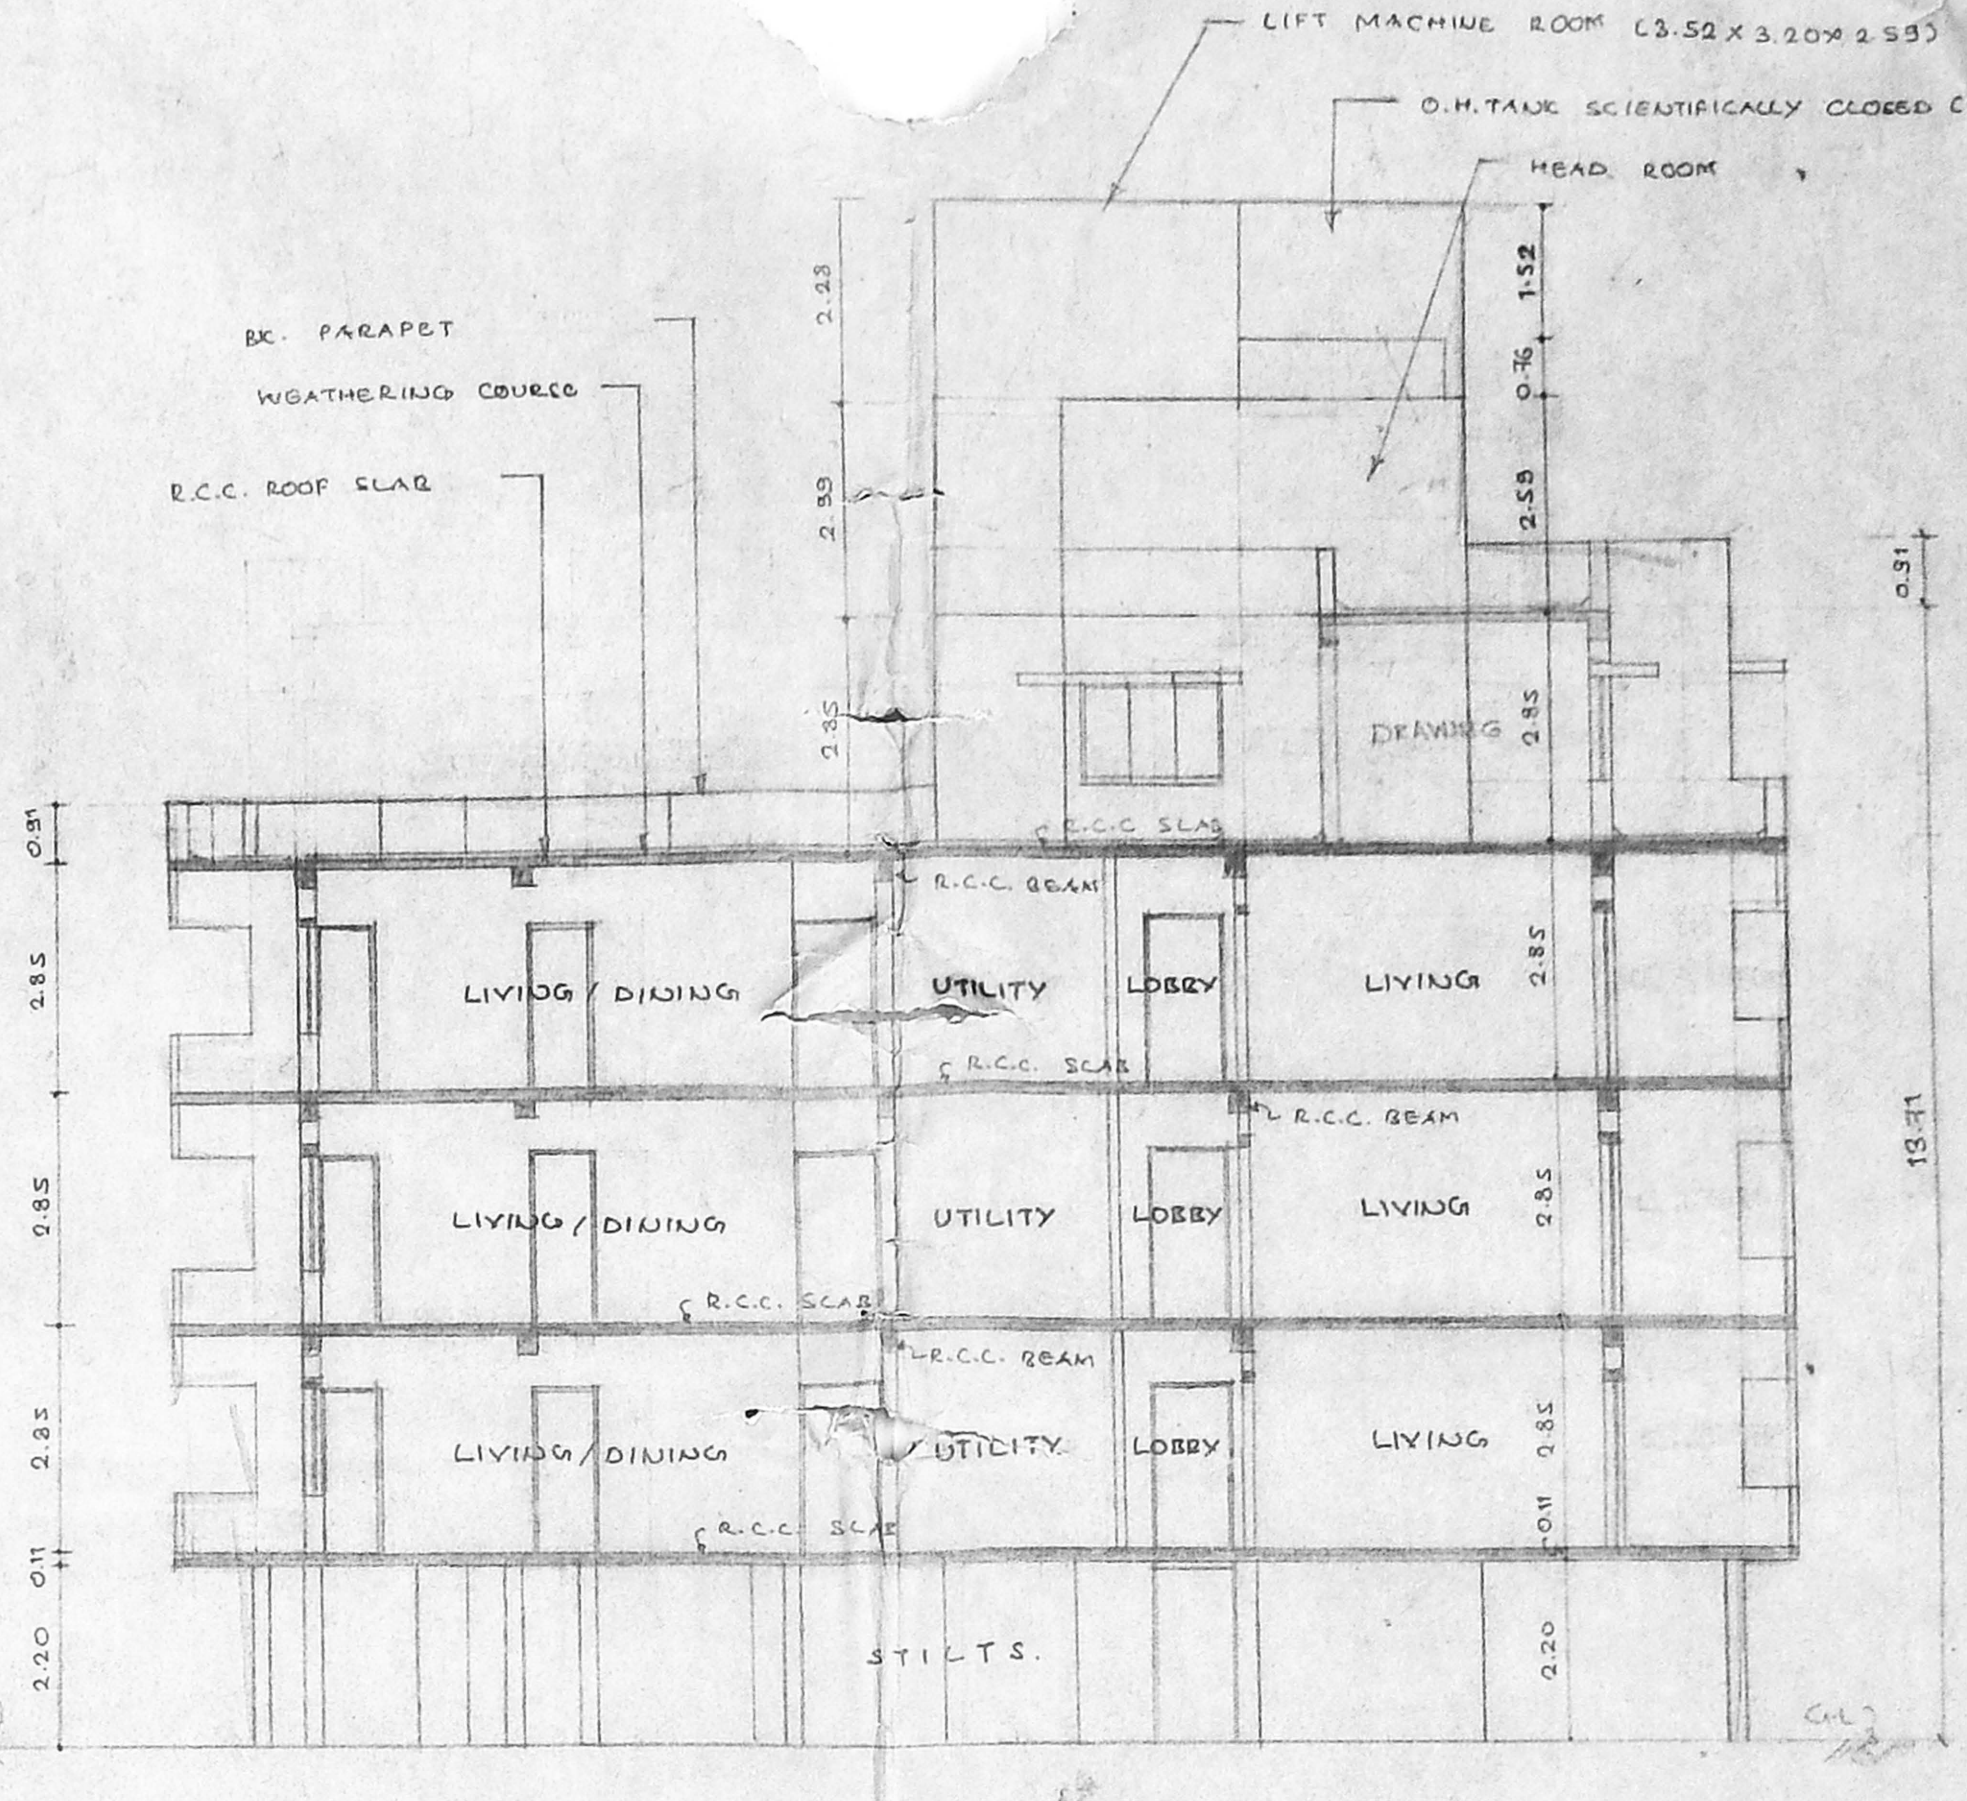 LIFT MACHINE ROOM (3.52 X 3.20 X 2.59)
O.H. TANK SCIENTIFICALLY CLOSED C
HEAD ROOM
1.52
2.28
BK. PARAPET
0.76
WEATHERING COURSE
R.C.C. ROOF SLAB
2.99
2.59
0.91
2.85
DRAWING
2.85
0.91
R.C.C SLAB
R.C.C. BEAM
2.85
LIVING / DINING
UTILITY
LOBBY
LIVING
2.85
R.C.C. SLAB
R.C.C. BEAM
13.71
2.85
LIVING / DINING
UTILITY
LOBBY
LIVING
2.85
R.C.C. SLAB
R.C.C. BEAM
2.85
LIVING / DINING
UTILITY
LOBBY
LIVING
2.85
R.C.C. SLAB
0.11
0.11
2.20
STILTS.
2.20
G.L